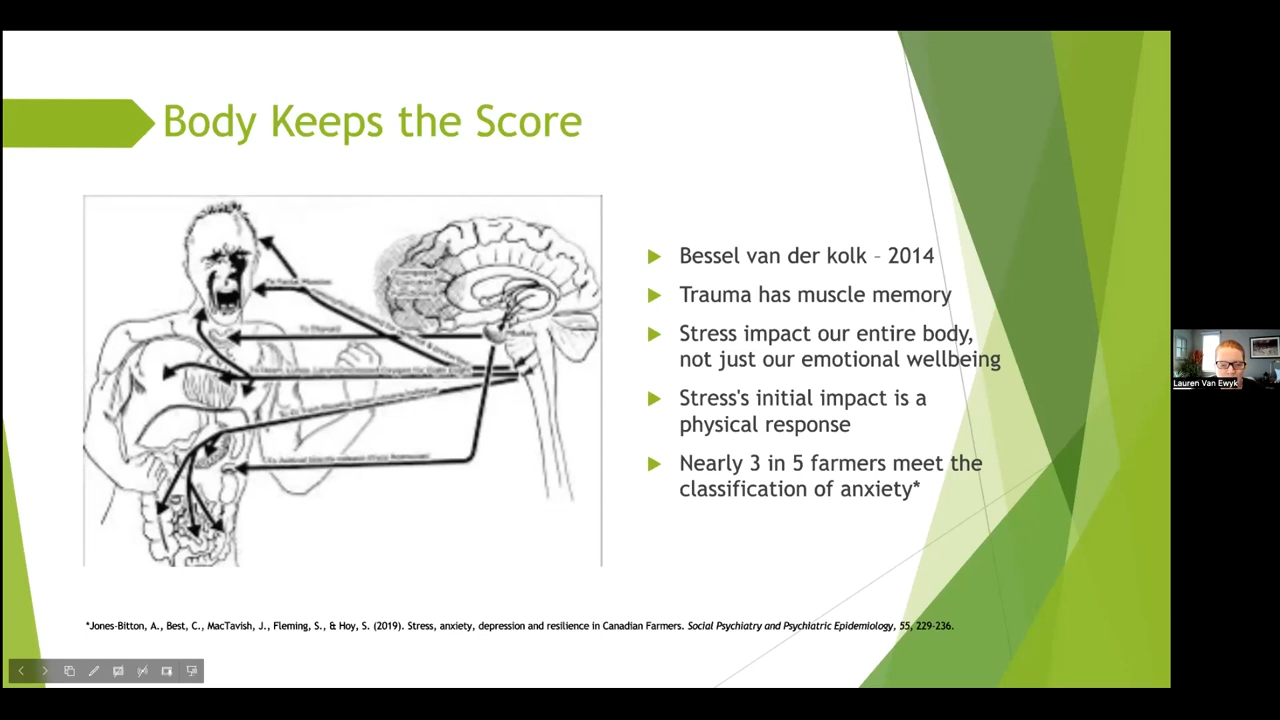 Body Keeps the Score
Bessel van der kolk – 2014
Trauma has muscle memory
Stress impact our entire body,
not just our emotional wellbeing
Stress's initial impact is a
physical response
Nearly 3 in 5 farmers meet the
classification of anxiety*
*Jones-Bitton, A., Best, C., MacTavish, J., Fleming, S., & Hoy, S. (2019). Stress, anxiety, depression and resilience in Canadian Farmers. Social Psychiatry and Psychiatric Epidemiology, 55, 229-236.
Lauren Van Ewyk